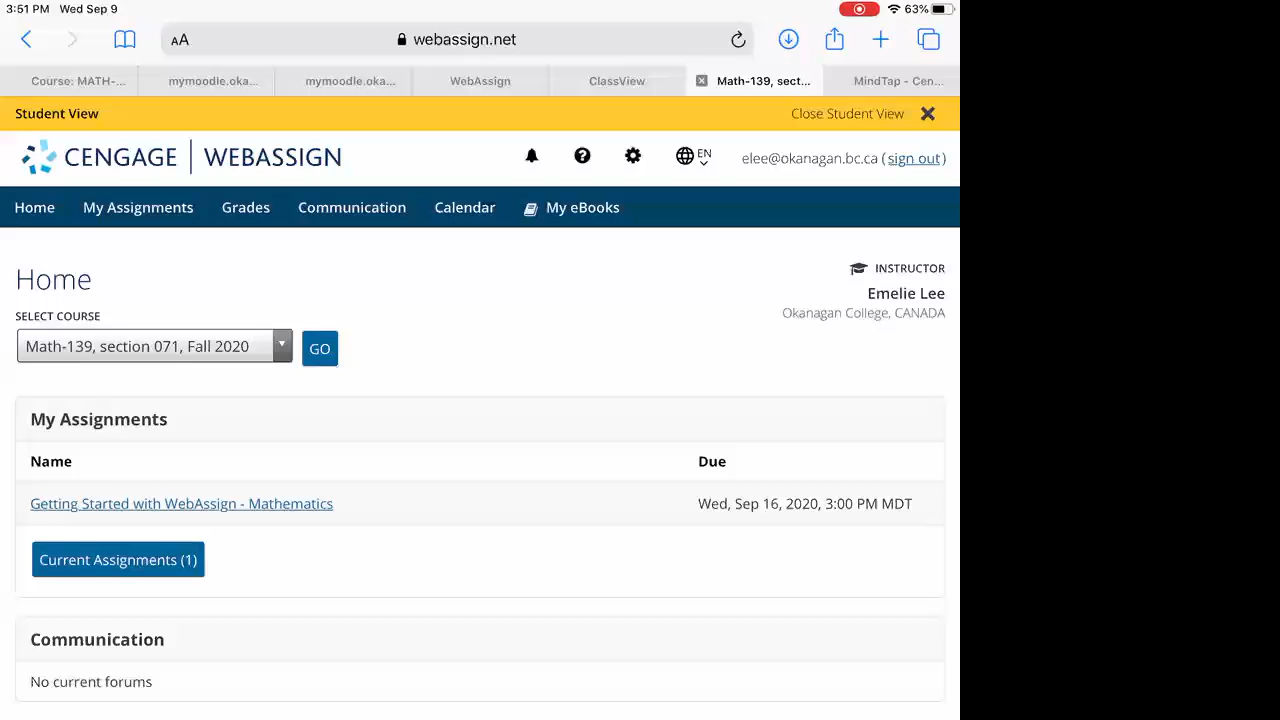 3:51 PM Wed Sep 9 63%
AA webassign.net
Course: MATH-... mymoodle.oka... mymoodle.oka... WebAssign ClassView Math-139, sect... MindTap - Cen...
Student View Close Student View
CENGAGE WEBASSIGN EN elee@okanagan.bc.ca (sign out)
Home My Assignments Grades Communication Calendar My eBooks
Home
INSTRUCTOR
Emelie Lee
Okanagan College, CANADA
SELECT COURSE
Math-139, section 071, Fall 2020 GO
My Assignments
Name Due
Getting Started with WebAssign - Mathematics Wed, Sep 16, 2020, 3:00 PM MDT
Current Assignments (1)
Communication
No current forums